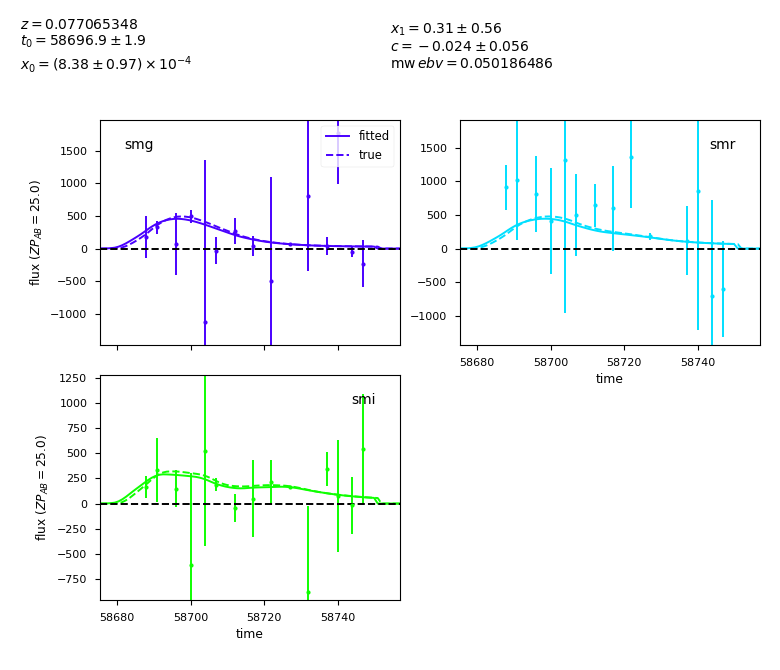 z = 0.077065348
t₀ = 58696.9 ± 1.9
x₀ = (8.38 ± 0.97) × 10⁻⁴
x₁ = 0.31 ± 0.56
c = −0.024 ± 0.056
mw ebv = 0.050186486
smg
fitted
true
1500
1000
500
0
−500
−1000
flux (ZP_AB = 25.0)
smr
1500
1000
500
0
−500
−1000
58680 58700 58720 58740
time
smi
1250
1000
750
500
250
0
−250
−500
−750
flux (ZP_AB = 25.0)
58680 58700 58720 58740
time